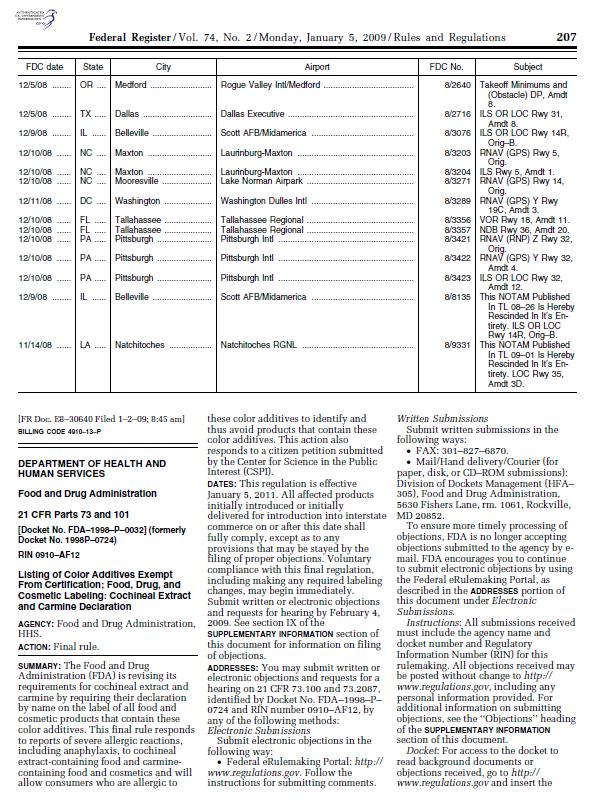 AUTHENTICATED
U.S. GOVERNMENT
INFORMATION
GPO
Federal Register / Vol. 74, No. 2 / Monday, January 5, 2009 / Rules and Regulations 207
FDC date State City Airport FDC No. Subject
12/5/08 ...... OR .... Medford ....................... Rogue Valley Intl/Medford .................................. 8/2640 Takeoff Minimums and
(Obstacle) DP, Amdt
8.
12/5/08 ...... TX ..... Dallas ........................... Dallas Executive ................................................ 8/2716 ILS OR LOC Rwy 31,
Amdt 8.
12/9/08 ...... IL ...... Belleville ....................... Scott AFB/Midamerica ....................................... 8/3076 ILS OR LOC Rwy 14R,
Orig–B.
12/10/08 ...... NC .... Maxton ......................... Laurinburg-Maxton ............................................. 8/3203 RNAV (GPS) Rwy 5,
Orig.
12/10/08 ...... NC .... Maxton ......................... Laurinburg-Maxton ............................................. 8/3204 ILS Rwy 5, Amdt 1.
12/10/08 ...... NC .... Mooresville ................... Lake Norman Airpark ......................................... 8/3271 RNAV (GPS) Rwy 14,
Orig.
12/11/08 ...... DC .... Washington .................. Washington Dulles Intl ....................................... 8/3289 RNAV (GPS) Y Rwy
19C, Amdt 3.
12/10/08 ...... FL ..... Tallahassee ................. Tallahassee Regional ........................................ 8/3356 VOR Rwy 18, Amdt 11.
12/10/08 ...... FL ..... Tallahassee ................. Tallahassee Regional ........................................ 8/3357 NDB Rwy 36, Amdt 20.
12/10/08 ...... PA ..... Pittsburgh ..................... Pittsburgh Intl .................................................... 8/3421 RNAV (RNP) Z Rwy 32,
Orig.
12/10/08 ...... PA ..... Pittsburgh ..................... Pittsburgh Intl .................................................... 8/3422 RNAV (GPS) Y Rwy 32,
Amdt 4.
12/10/08 ...... PA ..... Pittsburgh ..................... Pittsburgh Intl .................................................... 8/3423 ILS OR LOC Rwy 32,
Amdt 12.
12/9/08 ...... IL ...... Belleville ....................... Scott AFB/Midamerica ....................................... 8/8135 This NOTAM Published
In TL 08–26 Is Hereby
Rescinded In It's En-
tirety. ILS OR LOC
Rwy 14R, Orig–B.
11/14/08 ...... LA ..... Natchitoches ................ Natchitoches RGNL ........................................... 8/9331 This NOTAM Published
In TL 09–01 Is Hereby
Rescinded In It's En-
tirety. LOC Rwy 35,
Amdt 3D.
[FR Doc. E8–30640 Filed 1–2–09; 8:45 am]
BILLING CODE 4910–13–P
DEPARTMENT OF HEALTH AND
HUMAN SERVICES
Food and Drug Administration
21 CFR Parts 73 and 101
[Docket No. FDA–1998–P–0032] (formerly
Docket No. 1998P–0724)
RIN 0910–AF12
Listing of Color Additives Exempt
From Certification; Food, Drug, and
Cosmetic Labeling: Cochineal Extract
and Carmine Declaration
AGENCY: Food and Drug Administration,
HHS.
ACTION: Final rule.
SUMMARY: The Food and Drug
Administration (FDA) is revising its
requirements for cochineal extract and
carmine by requiring their declaration
by name on the label of all food and
cosmetic products that contain these
color additives. This final rule responds
to reports of severe allergic reactions,
including anaphylaxis, to cochineal
extract-containing food and carmine-
containing food and cosmetics and will
allow consumers who are allergic to
these color additives to identify and
thus avoid products that contain these
color additives. This action also
responds to a citizen petition submitted
by the Center for Science in the Public
Interest (CSPI).
DATES: This regulation is effective
January 5, 2011. All affected products
initially introduced or initially
delivered for introduction into interstate
commerce on or after this date shall
fully comply, except as to any
provisions that may be stayed by the
filing of proper objections. Voluntary
compliance with this final regulation,
including making any required labeling
changes, may begin immediately.
Submit written or electronic objections
and requests for hearing by February 4,
2009. See section IX of the
SUPPLEMENTARY INFORMATION section of
this document for information on filing
of objections.
ADDRESSES: You may submit written or
electronic objections and requests for a
hearing on 21 CFR 73.100 and 73.2087,
identified by Docket No. FDA–1998–P–
0724 and RIN number 0910–AF12, by
any of the following methods:
Electronic Submissions
Submit electronic objections in the
following way:
• Federal eRulemaking Portal: http://
www.regulations.gov. Follow the
instructions for submitting comments.
Written Submissions
Submit written submissions in the
following ways:
• FAX: 301–827–6870.
• Mail/Hand delivery/Courier (for
paper, disk, or CD–ROM submissions):
Division of Dockets Management (HFA–
305), Food and Drug Administration,
5630 Fishers Lane, rm. 1061, Rockville,
MD 20852.
To ensure more timely processing of
objections, FDA is no longer accepting
objections submitted to the agency by e-
mail. FDA encourages you to continue
to submit electronic objections by using
the Federal eRulemaking Portal, as
described in the ADDRESSES portion of
this document under Electronic
Submissions.
Instructions: All submissions received
must include the agency name and
docket number and Regulatory
Information Number (RIN) for this
rulemaking. All objections received may
be posted without change to http://
www.regulations.gov, including any
personal information provided. For
additional information on submitting
objections, see the "Objections" heading
of the SUPPLEMENTARY INFORMATION
section of this document.
Docket: For access to the docket to
read background documents or
objections received, go to http://
www.regulations.gov and insert the